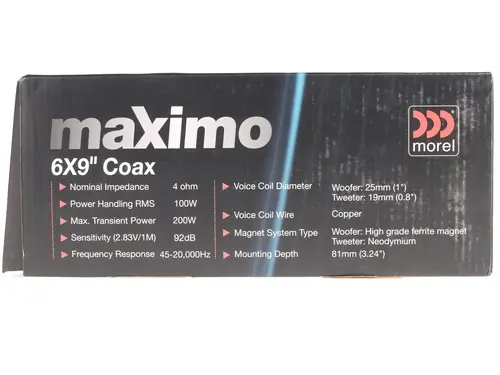 maximo
morel
6X9" Coax
Nominal Impedance 4 ohm
Power Handling RMS 100W
Max. Transient Power 200W
Sensitivity (2.83V/1M) 92dB
Frequency Response 45-20,000Hz
Voice Coil Diameter Woofer: 25mm (1")
Tweeter: 19mm (0.8")
Voice Coil Wire Copper
Magnet System Type Woofer: High grade ferrite magnet
Tweeter: Neodymium
Mounting Depth 81mm (3.24")